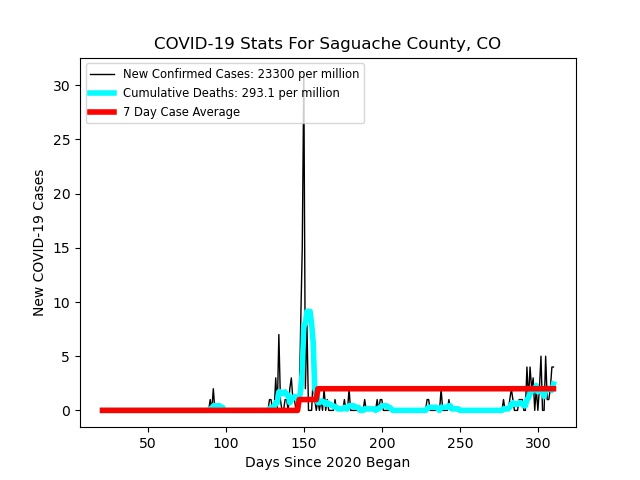 COVID-19 Stats For Saguache County, CO
New Confirmed Cases: 23300 per million
Cumulative Deaths: 293.1 per million
7 Day Case Average
New COVID-19 Cases
30
25
20
15
10
5
0
50 100 150 200 250 300
Days Since 2020 Began